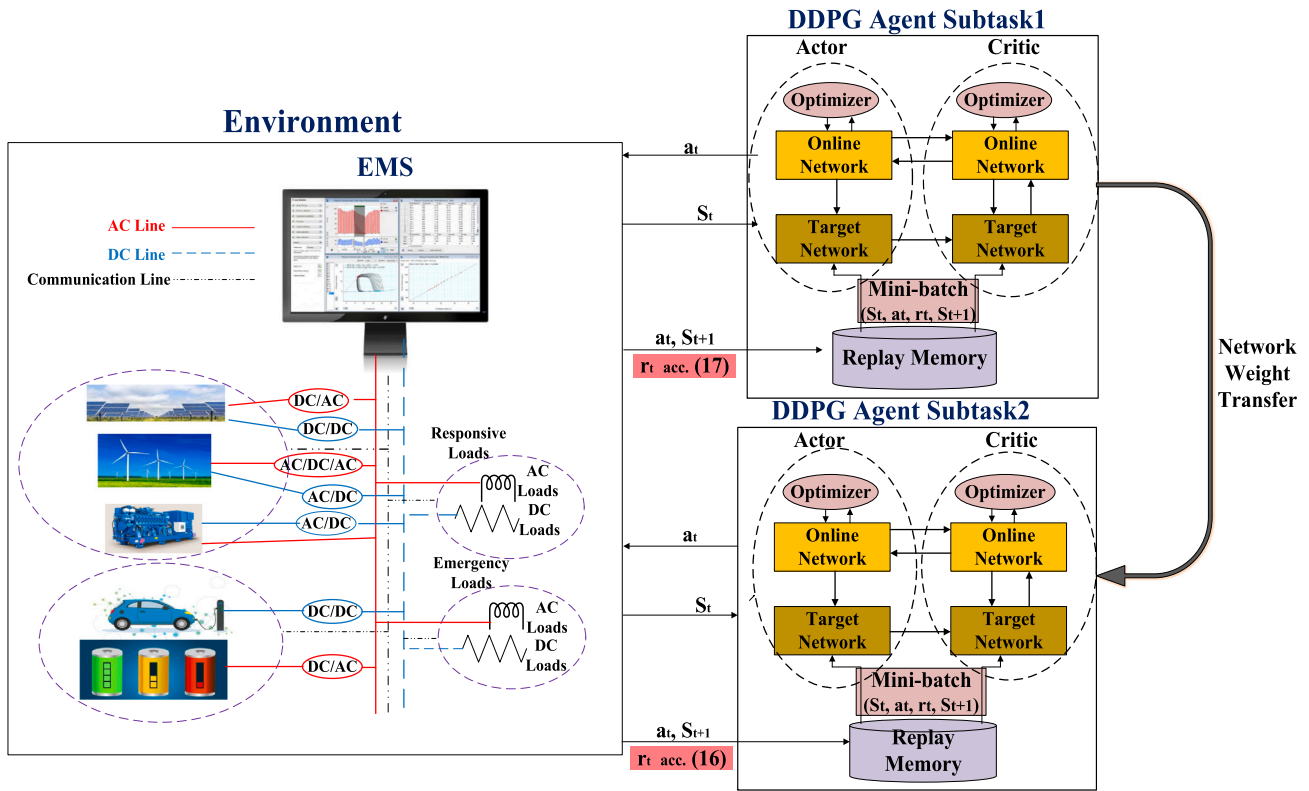 DDPG Agent Subtask1
Actor
Critic
Optimizer
Optimizer
Online
Network
Online
Network
Target
Network
Target
Network
Mini-batch
(St, at, rt, St+1)
Replay Memory
Environment
EMS
AC Line
DC Line
Communication Line
at
St
at, St+1
rt acc. (17)
Network
Weight
Transfer
DC/AC
DC/DC
AC/DC/AC
AC/DC
AC/DC
Responsive
Loads
AC
Loads
DC
Loads
Emergency
Loads
AC
Loads
DC
Loads
DC/DC
DC/AC
DDPG Agent Subtask2
Actor
Critic
Optimizer
Optimizer
Online
Network
Online
Network
Target
Network
Target
Network
Mini-batch
(St, at, rt, St+1)
Replay
Memory
at
St
at, St+1
rt acc. (16)